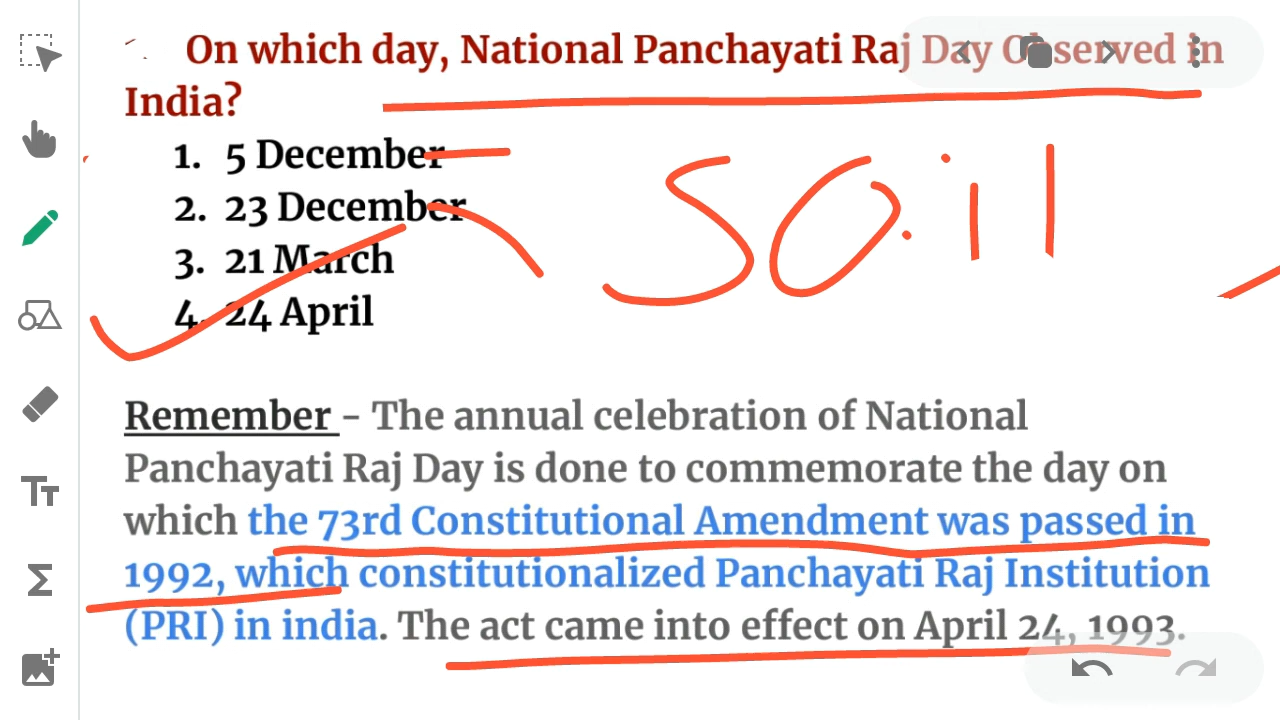 On which day, National Panchayati Raj Day Observed in
India?
1. 5 December
2. 23 December
3. 21 March
4. 24 April
soil
Remember - The annual celebration of National
Panchayati Raj Day is done to commemorate the day on
which the 73rd Constitutional Amendment was passed in
1992, which constitutionalized Panchayati Raj Institution
(PRI) in india. The act came into effect on April 24, 1993.
Tт
Σ